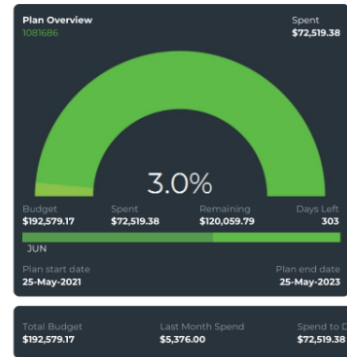 Plan Overview Spent
1081686 $72,519.38
3.0%
Budget Spent Remaining Days Left
$192,579.17 $72,519.38 $120,059.79 303
JUN
Plan start date Plan end date
25-May-2021 25-May-2023
Total Budget Last Month Spend Spend to D
$192,579.17 $5,376.00 $72,519.38